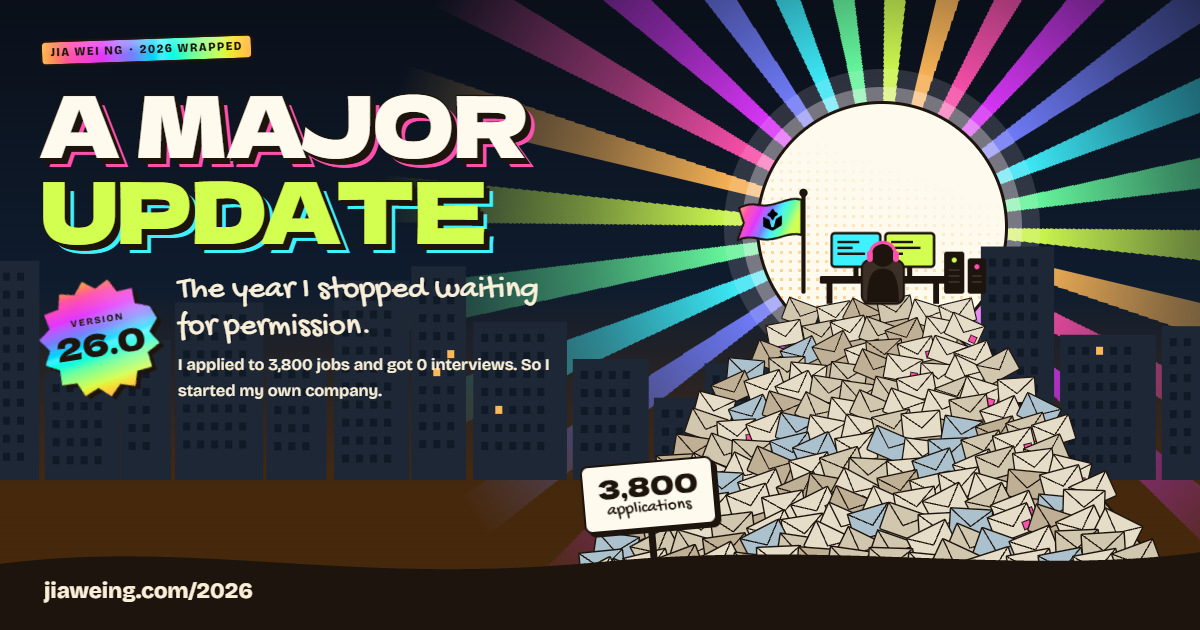 JIA WEI NG · 2026 WRAPPED
A MAJOR
UPDATE
VERSION
26.0
The year I stopped waiting
for permission.
I applied to 3,800 jobs and got 0 interviews. So I
started my own company.
3,800
applications
jiaweing.com/2026